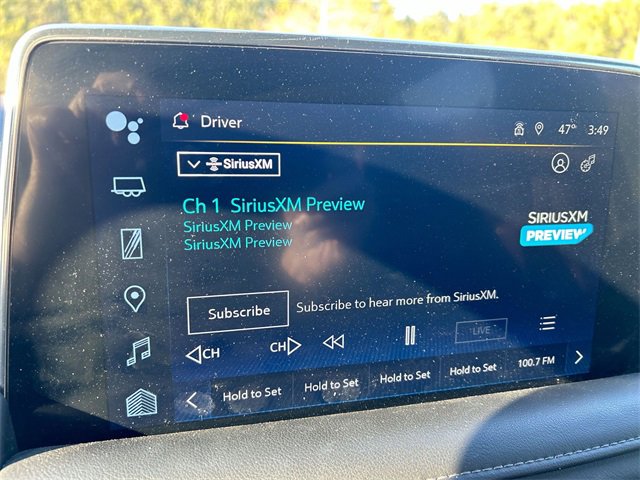 Driver 47° 3:49
SiriusXM
Ch 1 SiriusXM Preview
SiriusXM Preview
SiriusXM Preview
SIRIUSXM
PREVIEW
Subscribe Subscribe to hear more from SiriusXM.
CH CH LIVE
Hold to Set Hold to Set Hold to Set Hold to Set 100.7 FM